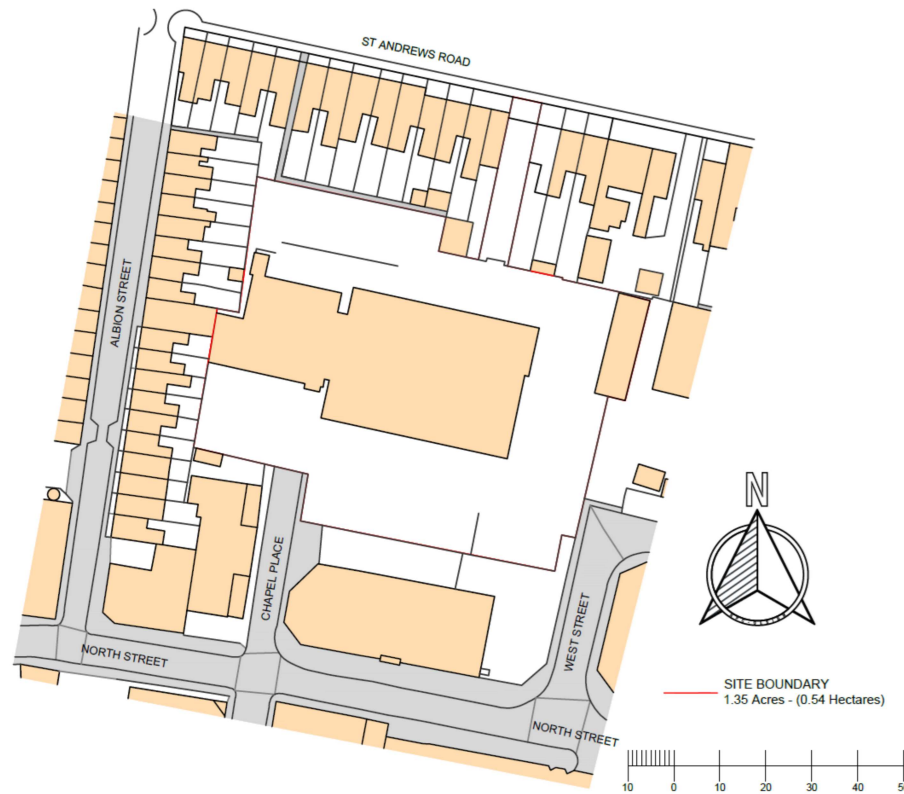 ST ANDREWS ROAD
ALBION STREET
CHAPEL PLACE
WEST STREET
NORTH STREET
NORTH STREET
N
SITE BOUNDARY
1.35 Acres - (0.54 Hectares)
10 0 10 20 30 40 50